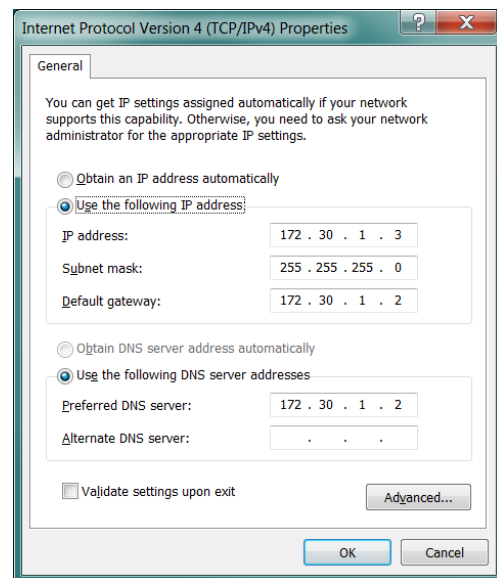 Internet Protocol Version 4 (TCP/IPv4) Properties
General
You can get IP settings assigned automatically if your network
supports this capability. Otherwise, you need to ask your network
administrator for the appropriate IP settings.
Obtain an IP address automatically
Use the following IP address:
IP address: 172 . 30 . 1 . 3
Subnet mask: 255 . 255 . 255 . 0
Default gateway: 172 . 30 . 1 . 2
Obtain DNS server address automatically
Use the following DNS server addresses
Preferred DNS server: 172 . 30 . 1 . 2
Alternate DNS server: . . .
Validate settings upon exit
Advanced...
OK Cancel